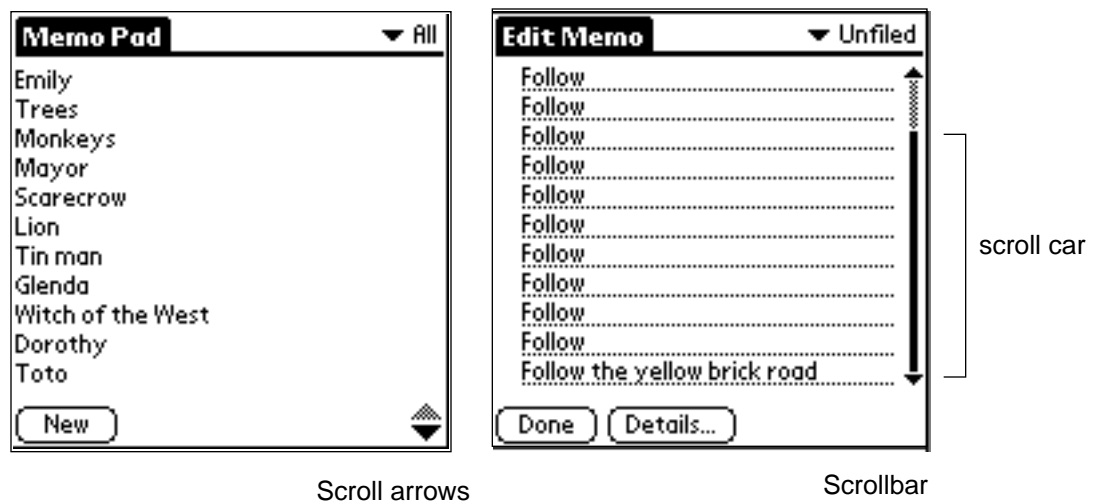 Memo Pad
All
Emily
Trees
Monkeys
Mayor
Scarecrow
Lion
Tin man
Glenda
Witch of the West
Dorothy
Toto
New
Scroll arrows
Edit Memo
Unfiled
Follow
Follow
Follow
Follow
Follow
Follow
Follow
Follow
Follow
Follow
Follow the yellow brick road
Done
Details...
scroll car
Scrollbar